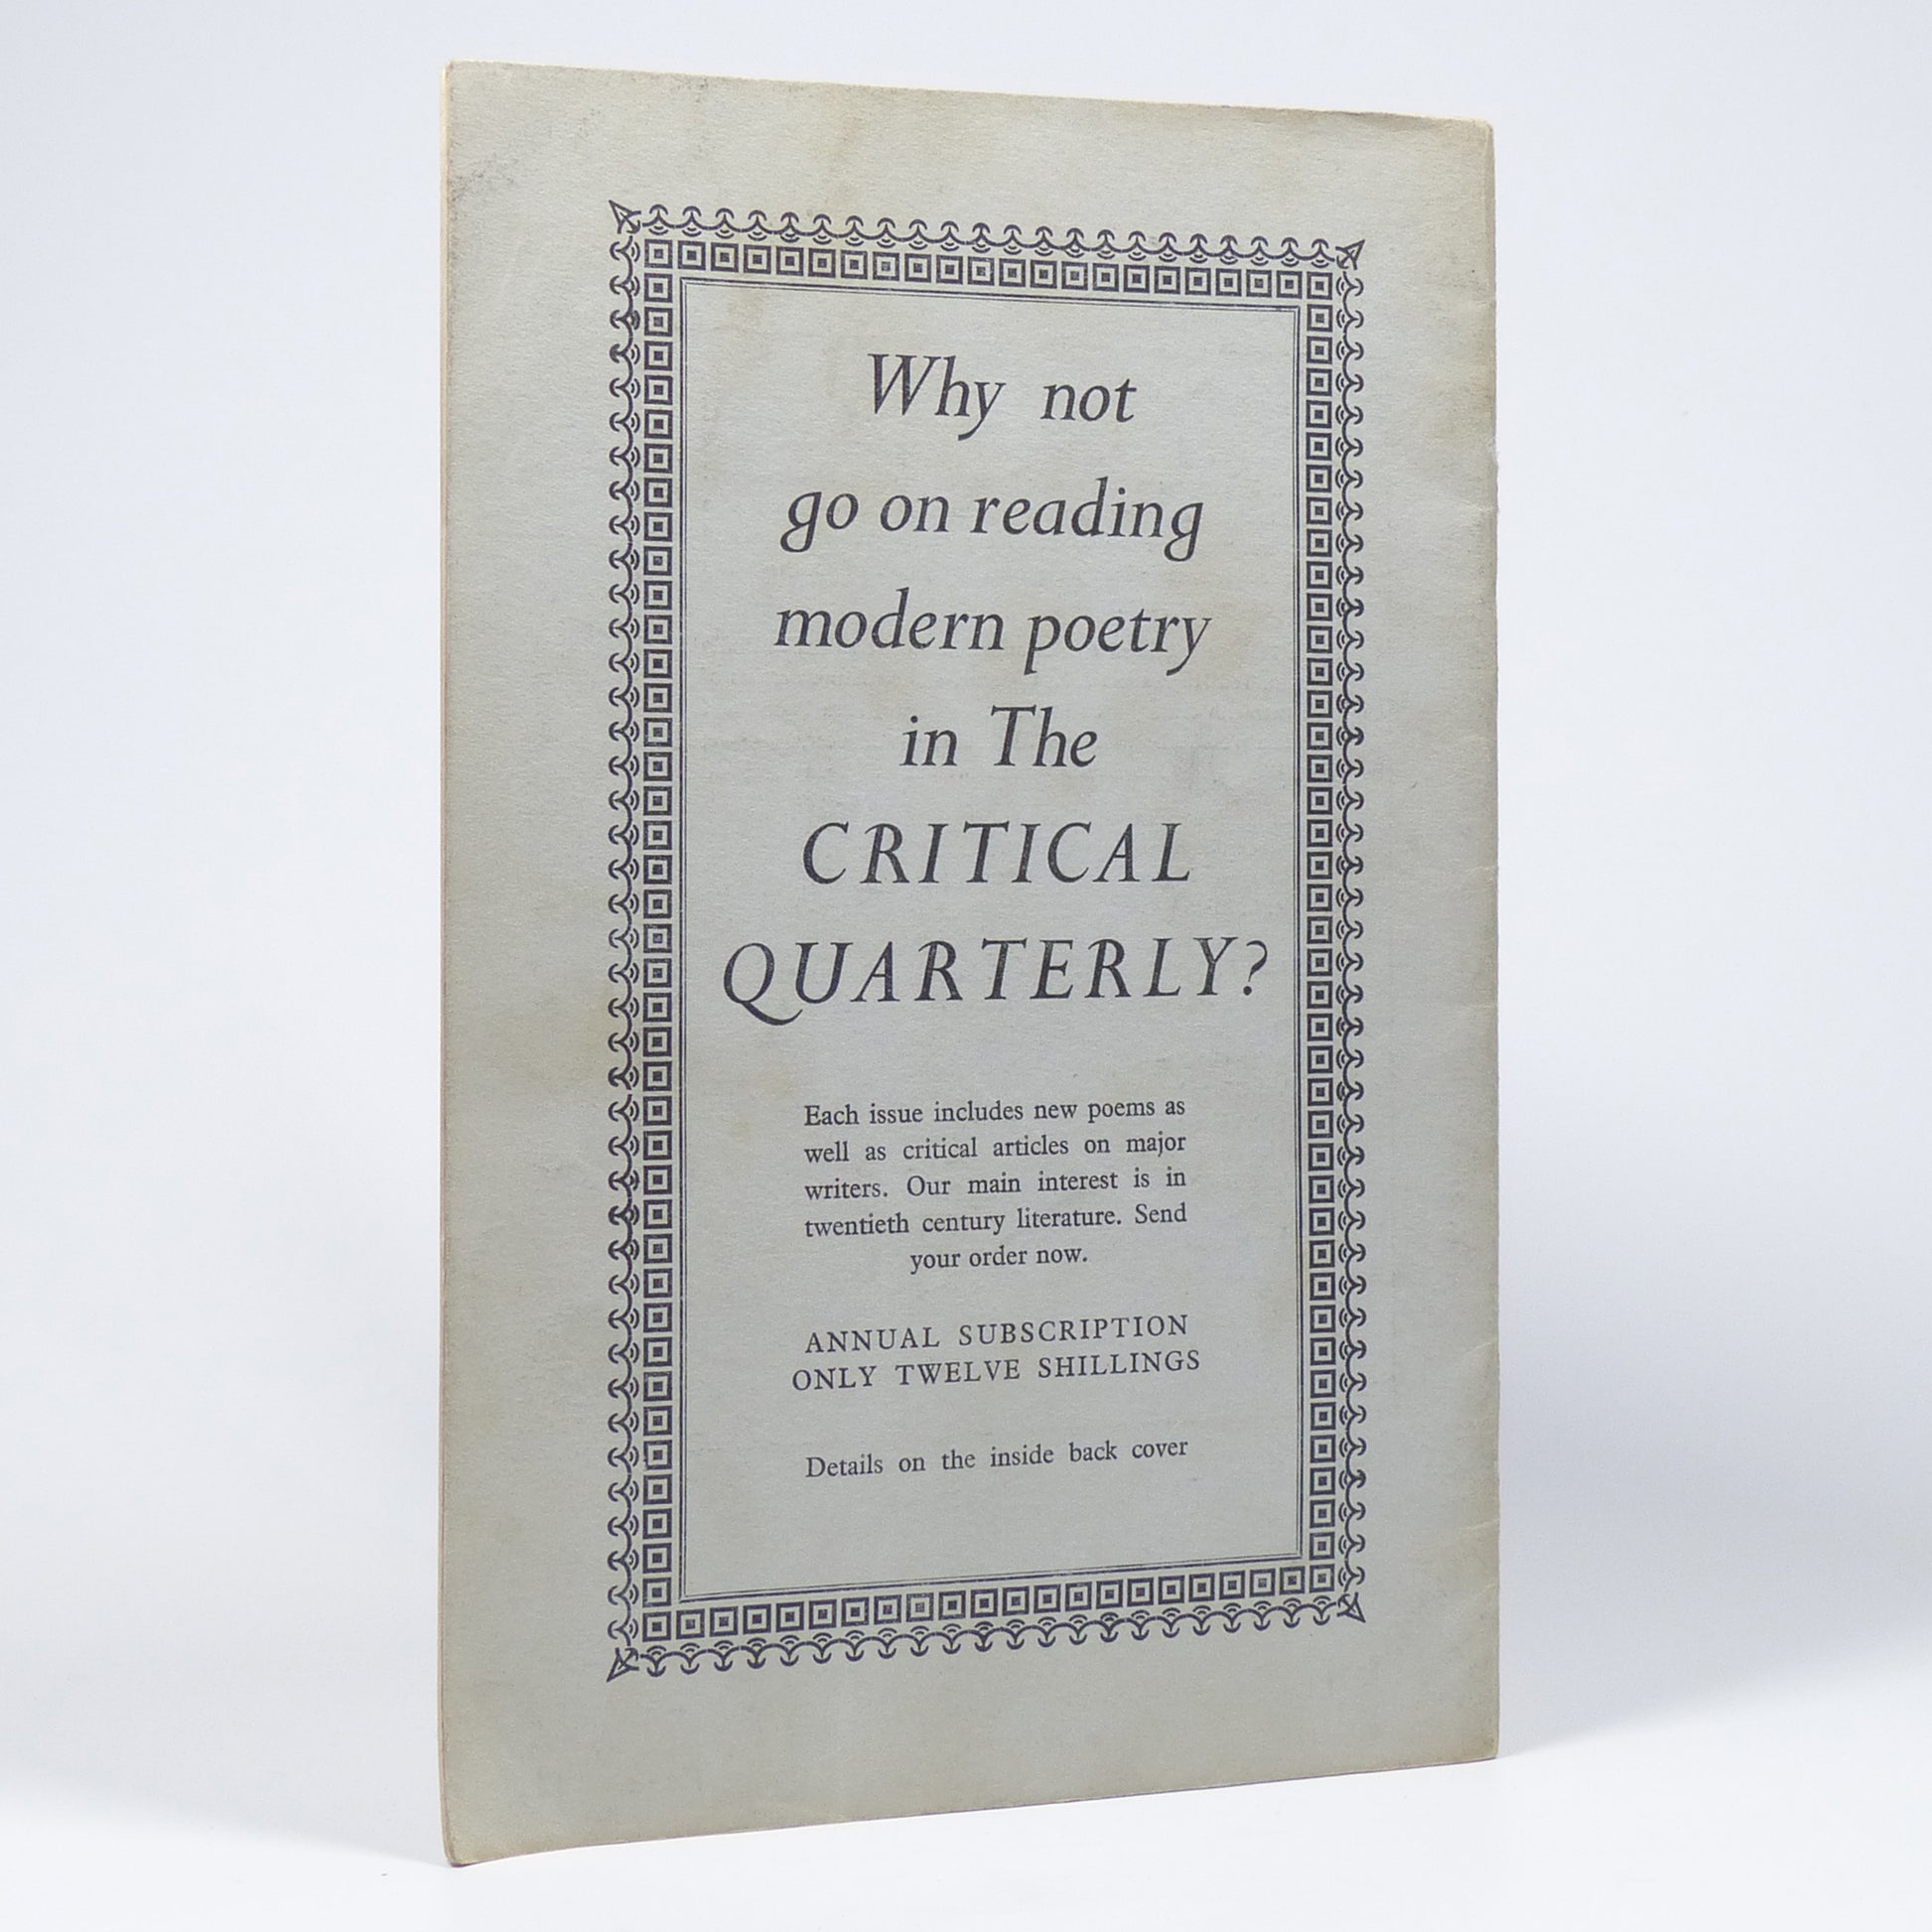 Why not
go on reading
modern poetry
in The
CRITICAL
QUARTERLY?
Each issue includes new poems as
well as critical articles on major
writers. Our main interest is in
twentieth century literature. Send
your order now.
ANNUAL SUBSCRIPTION
ONLY TWELVE SHILLINGS
Details on the inside back cover